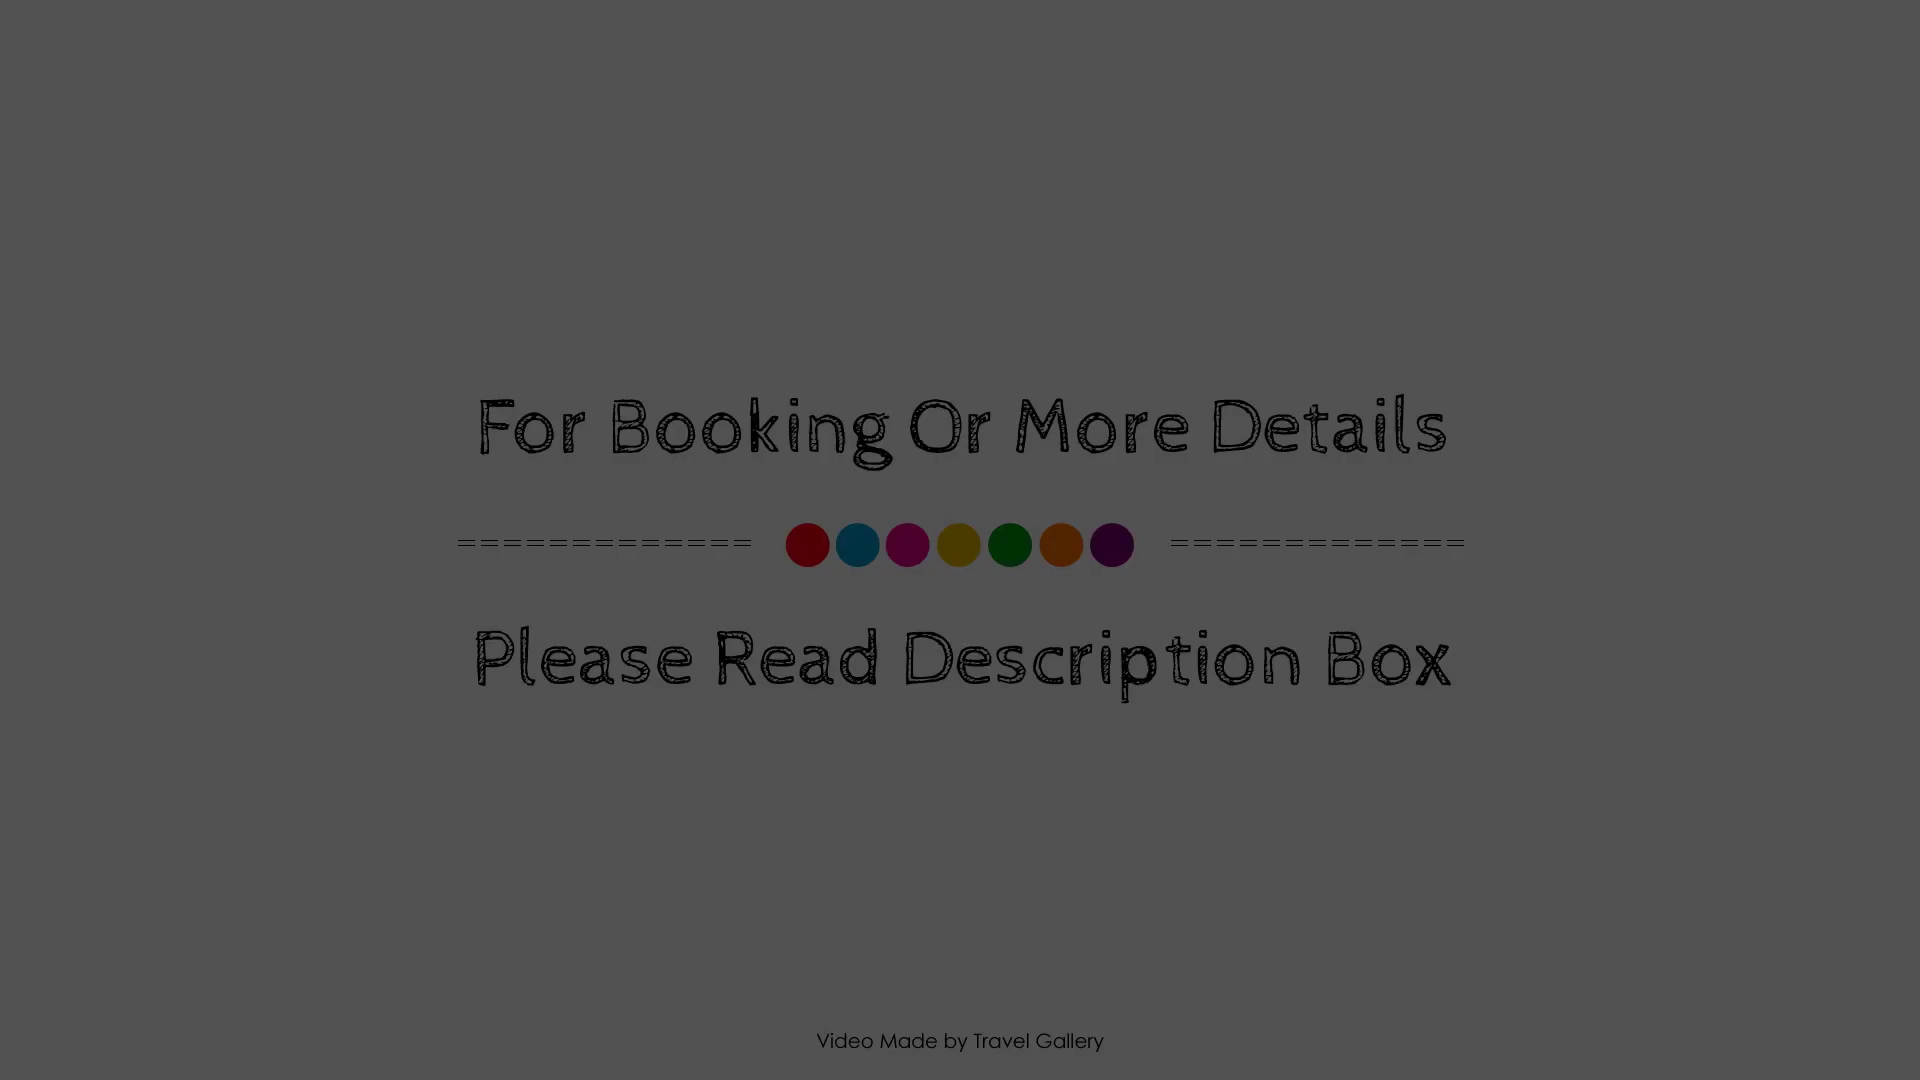 For Booking Or More Details
============= =============
Please Read Description Box
Video Made by Travel Gallery